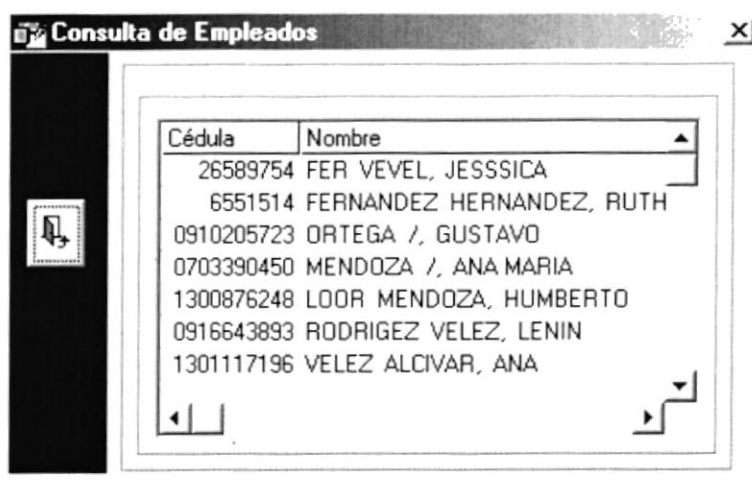 Consulta de Empleados
Cédula Nombre
26589754 FER VEVEL, JESSSICA
6551514 FERNANDEZ HERNANDEZ, RUTH
0910205723 ORTEGA /, GUSTAVO
0703390450 MENDOZA /, ANA MARIA
1300876248 LOOR MENDOZA, HUMBERTO
0916643893 RODRIGEZ VELEZ, LENIN
1301117196 VELEZ ALCIVAR, ANA